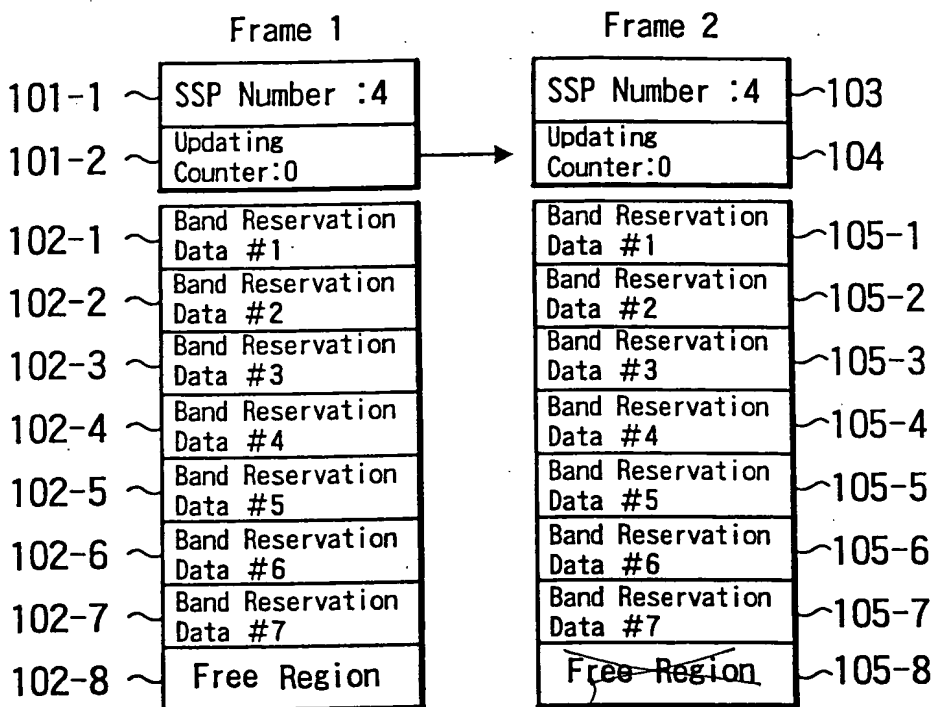 Frame 1
Frame 2
101-1
SSP Number :4
SSP Number :4
103
101-2
Updating
Counter:0
Updating
Counter:0
104
102-1
Band Reservation
Data #1
Band Reservation
Data #1
105-1
102-2
Band Reservation
Data #2
Band Reservation
Data #2
105-2
102-3
Band Reservation
Data #3
Band Reservation
Data #3
105-3
102-4
Band Reservation
Data #4
Band Reservation
Data #4
105-4
102-5
Band Reservation
Data #5
Band Reservation
Data #5
105-5
102-6
Band Reservation
Data #6
Band Reservation
Data #6
105-6
102-7
Band Reservation
Data #7
Band Reservation
Data #7
105-7
102-8
Free Region
Free Region
105-8